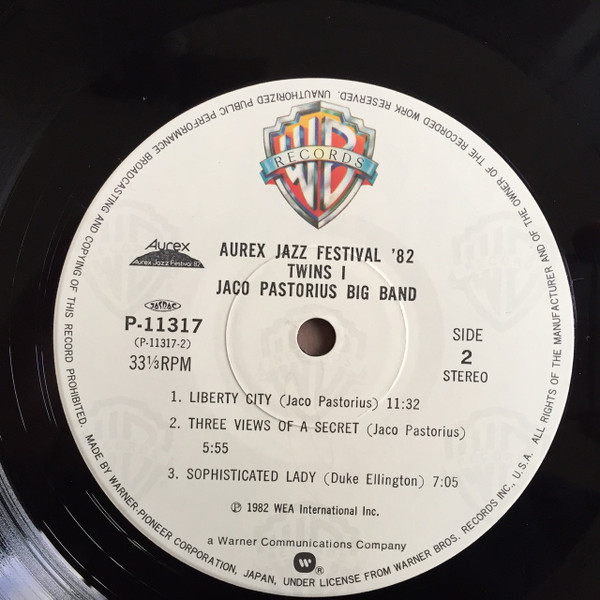 WB
RECORDS
AUREX JAZZ FESTIVAL '82
TWINS I
JACO PASTORIUS BIG BAND
Aurex
Aurex Jazz Festival 82
P-11317
(P-11317-2)
33⅓RPM
SIDE
2
STEREO
1. LIBERTY CITY (Jaco Pastorius) 11:32
2. THREE VIEWS OF A SECRET (Jaco Pastorius)
5:55
3. SOPHISTICATED LADY (Duke Ellington) 7:05
Ⓟ 1982 WEA International Inc.
a Warner Communications Company
®
MADE BY WARNER-PIONEER CORPORATION, JAPAN, UNDER LICENSE FROM WARNER BROS. RECORDS INC., U.S.A. ALL RIGHTS OF THE MANUFACTURER AND OF THE OWNER OF THE RECORDED WORK RESERVED. UNAUTHORIZED PUBLIC PERFORMANCE BROADCASTING AND COPYING OF THIS RECORD PROHIBITED.